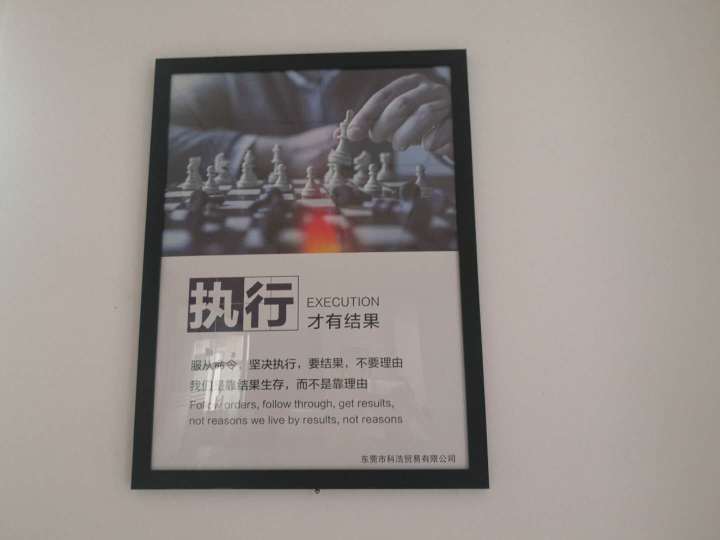 执行
EXECUTION
才有结果
服从命令，坚决执行，要结果，不要理由
我们是靠结果生存，而不是靠理由
Follow orders, follow through, get results,
not reasons we live by results, not reasons
东莞市科浩贸易有限公司